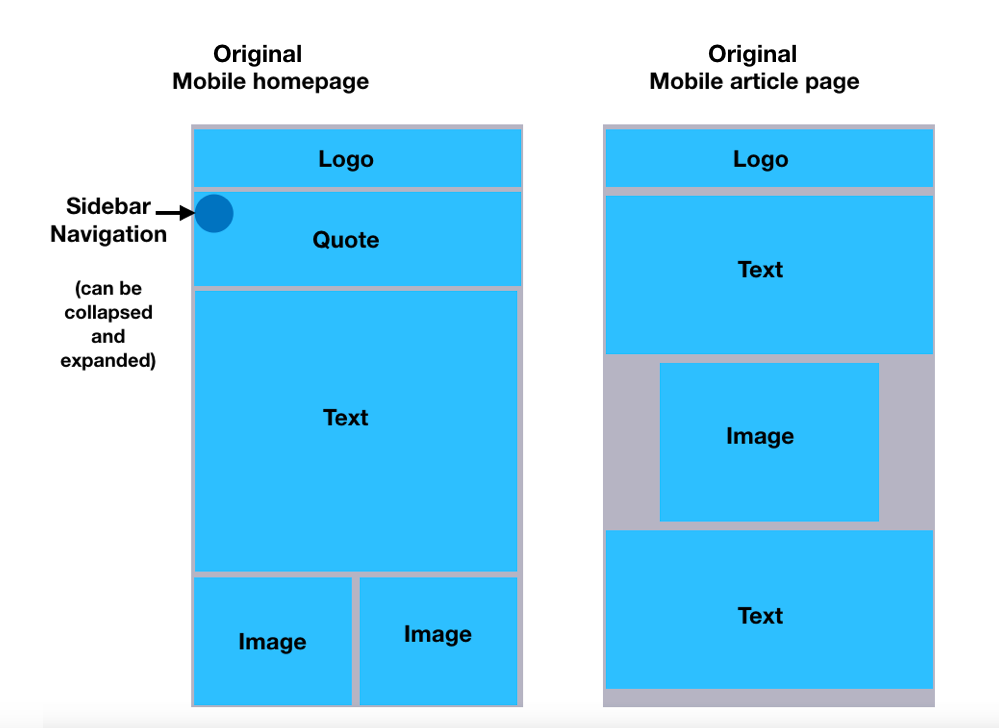 Original
Mobile homepage
Logo
Sidebar
Navigation
(can be
collapsed
and
expanded)
Quote
Text
Image
Image
Original
Mobile article page
Logo
Text
Image
Text